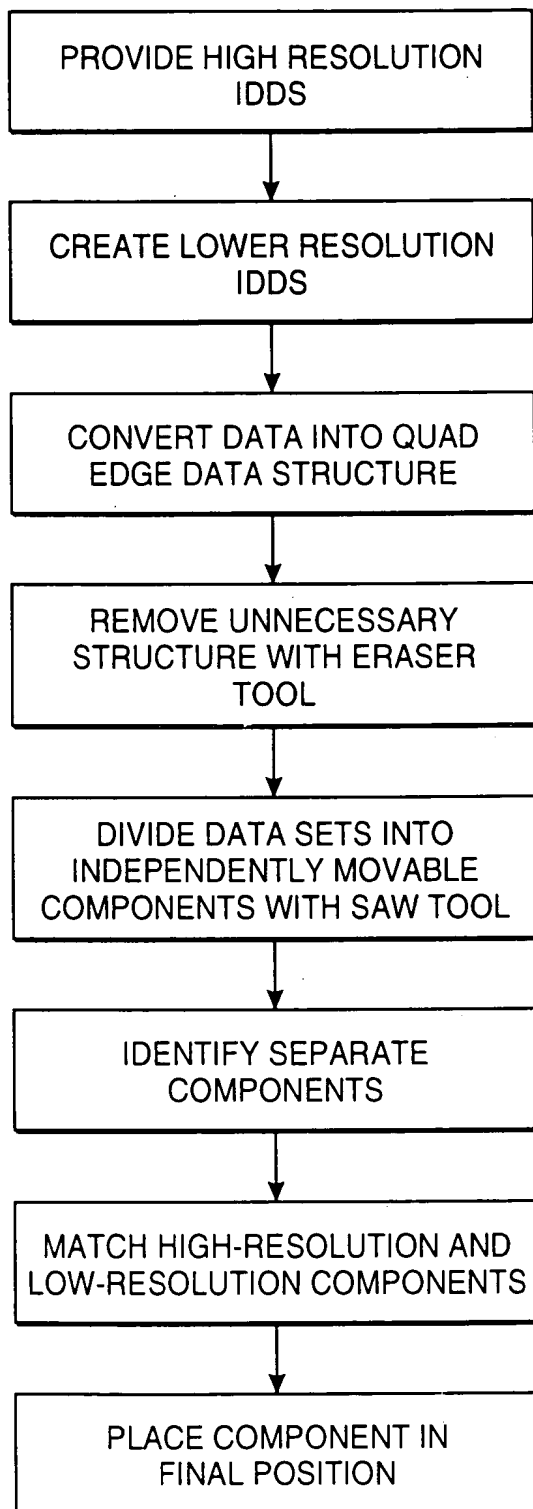 PROVIDE HIGH RESOLUTION
IDDS
CREATE LOWER RESOLUTION
IDDS
CONVERT DATA INTO QUAD
EDGE DATA STRUCTURE
REMOVE UNNECESSARY
STRUCTURE WITH ERASER
TOOL
DIVIDE DATA SETS INTO
INDEPENDENTLY MOVABLE
COMPONENTS WITH SAW TOOL
IDENTIFY SEPARATE
COMPONENTS
MATCH HIGH-RESOLUTION AND
LOW-RESOLUTION COMPONENTS
PLACE COMPONENT IN
FINAL POSITION